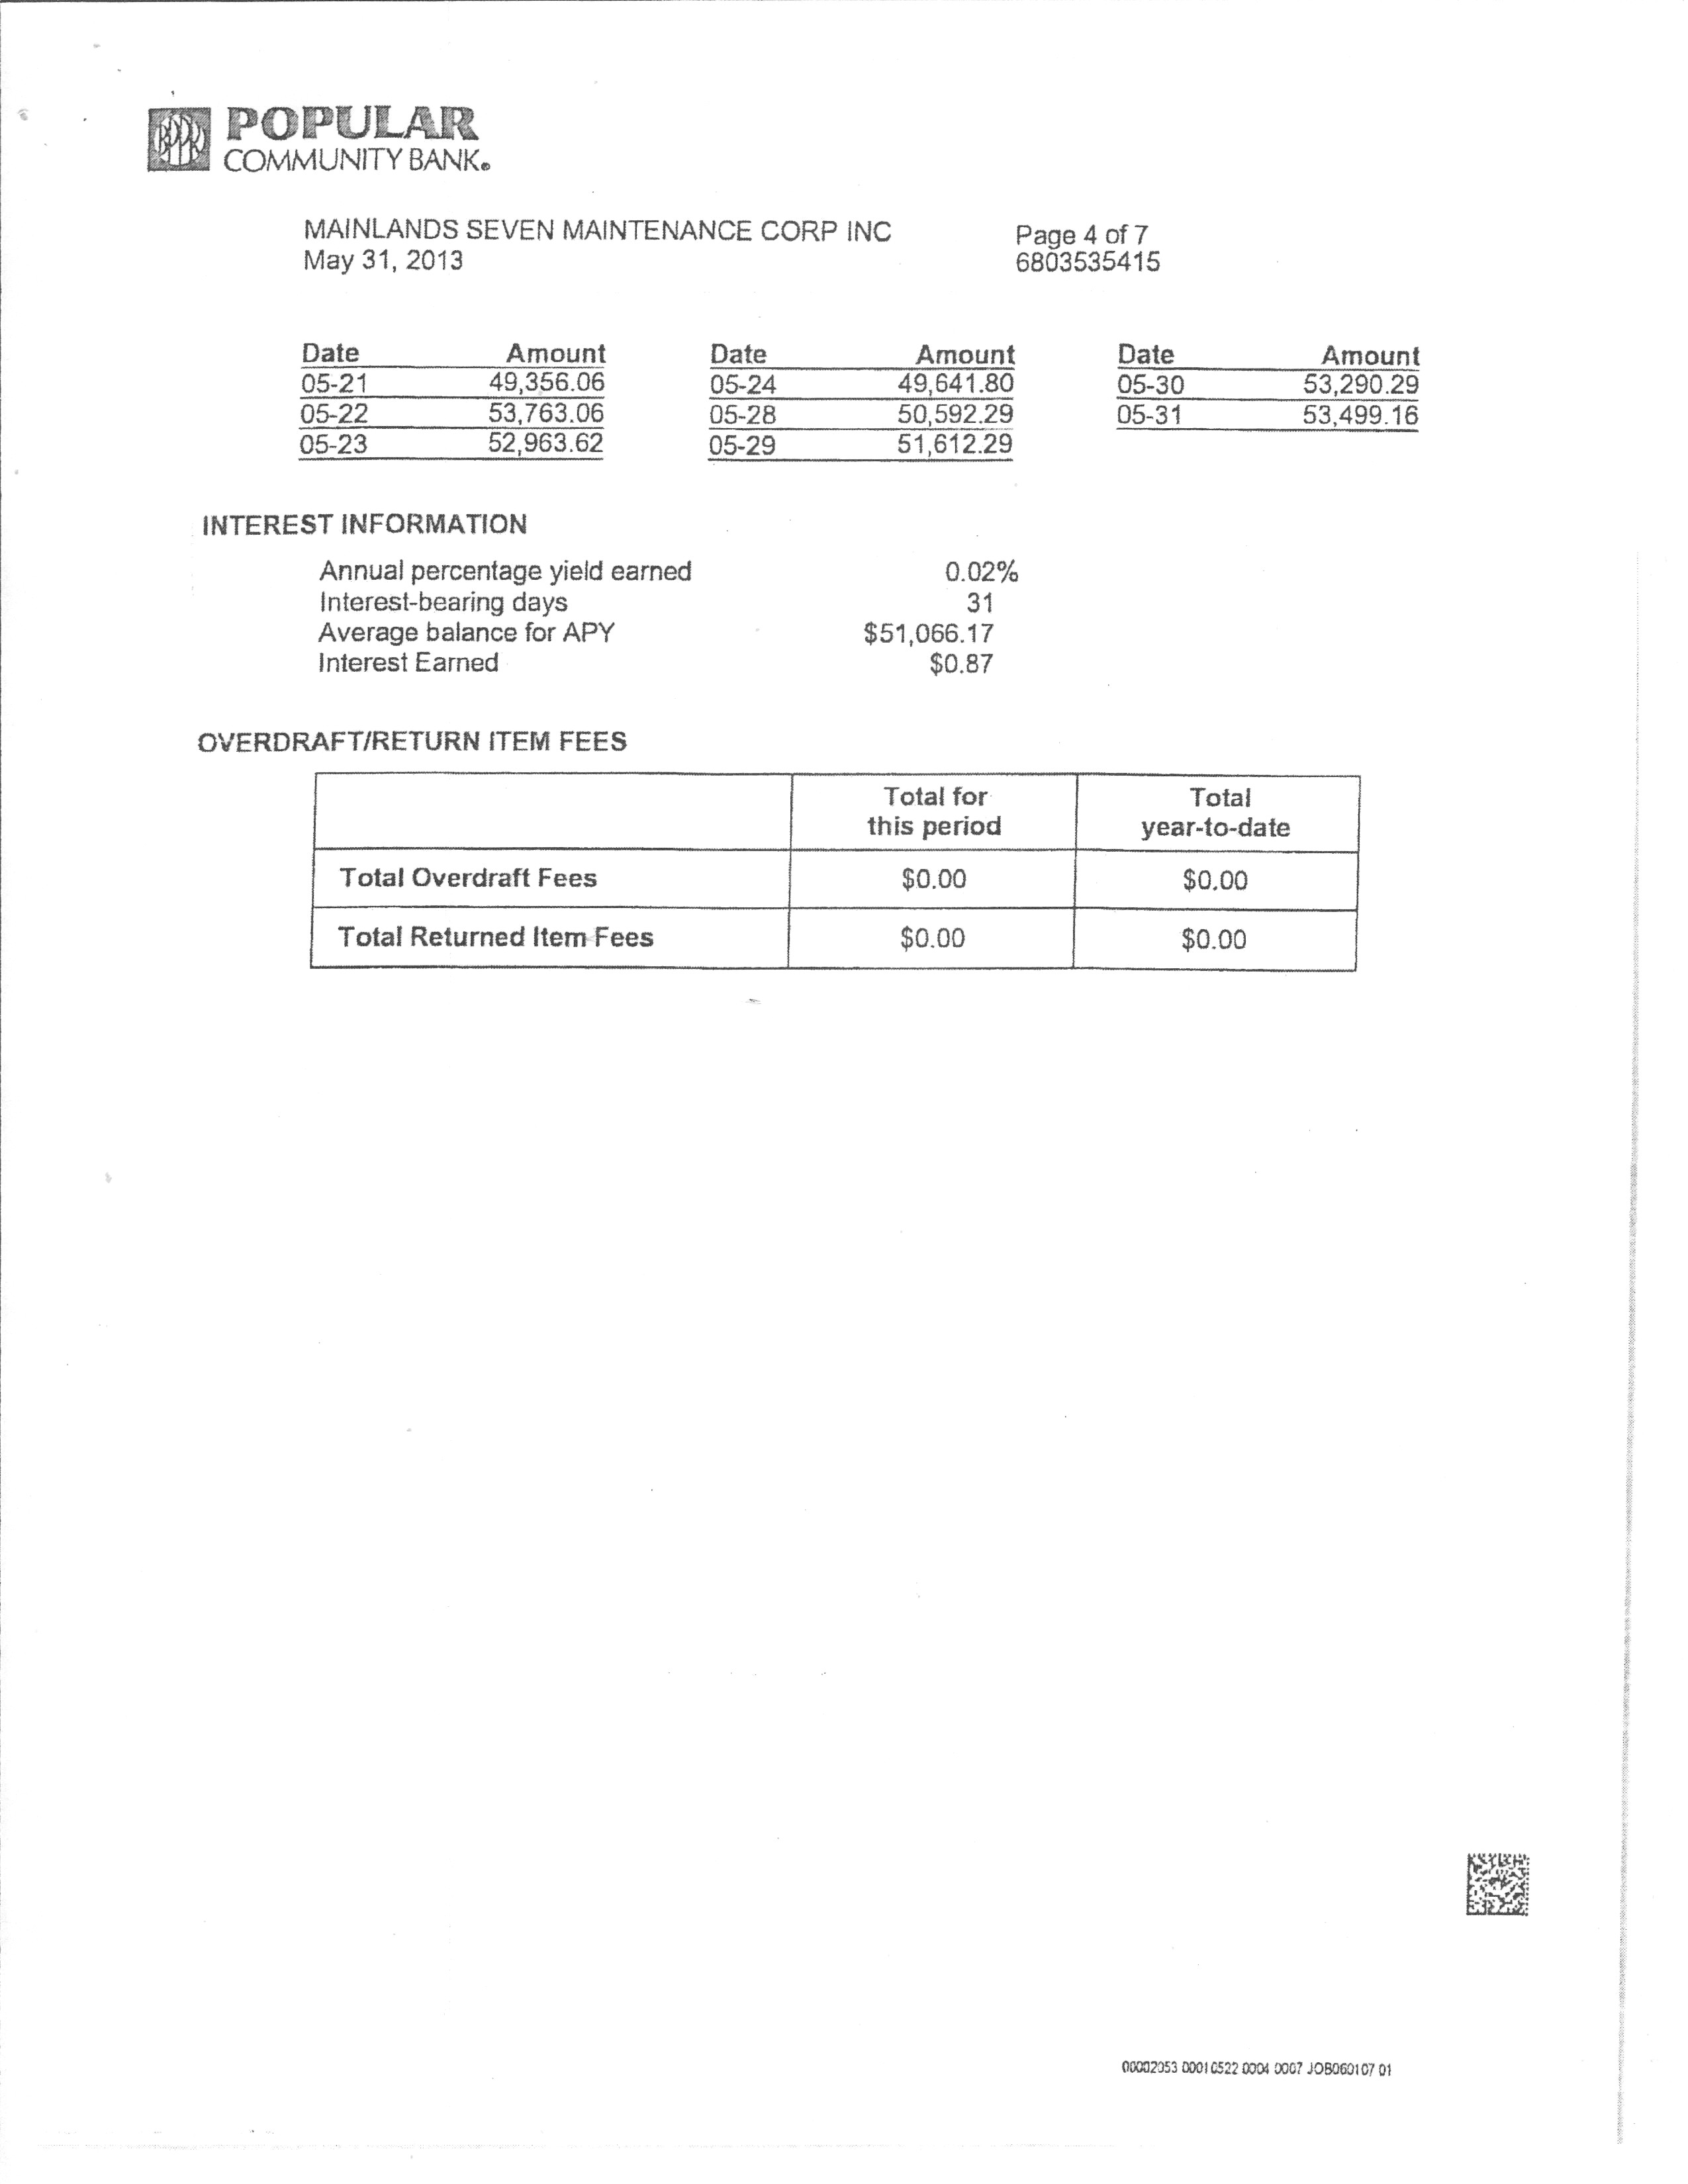 POPULAR
COMMUNITY BANK®
MAINLANDS SEVEN MAINTENANCE CORP INC
May 31, 2013
Page 4 of 7
6803535415
Date Amount Date Amount Date Amount
05-21 49,356.06 05-24 49,641.80 05-30 53,290.29
05-22 53,763.06 05-28 50,592.29 05-31 53,499.16
05-23 52,963.62 05-29 51,612.29
INTEREST INFORMATION
Annual percentage yield earned 0.02%
Interest-bearing days 31
Average balance for APY $51,066.17
Interest Earned $0.87
OVERDRAFT/RETURN ITEM FEES
Total for this period
Total year-to-date
Total Overdraft Fees $0.00 $0.00
Total Returned Item Fees $0.00 $0.00
00002053 00010522 0004 0007 JOB060107 01